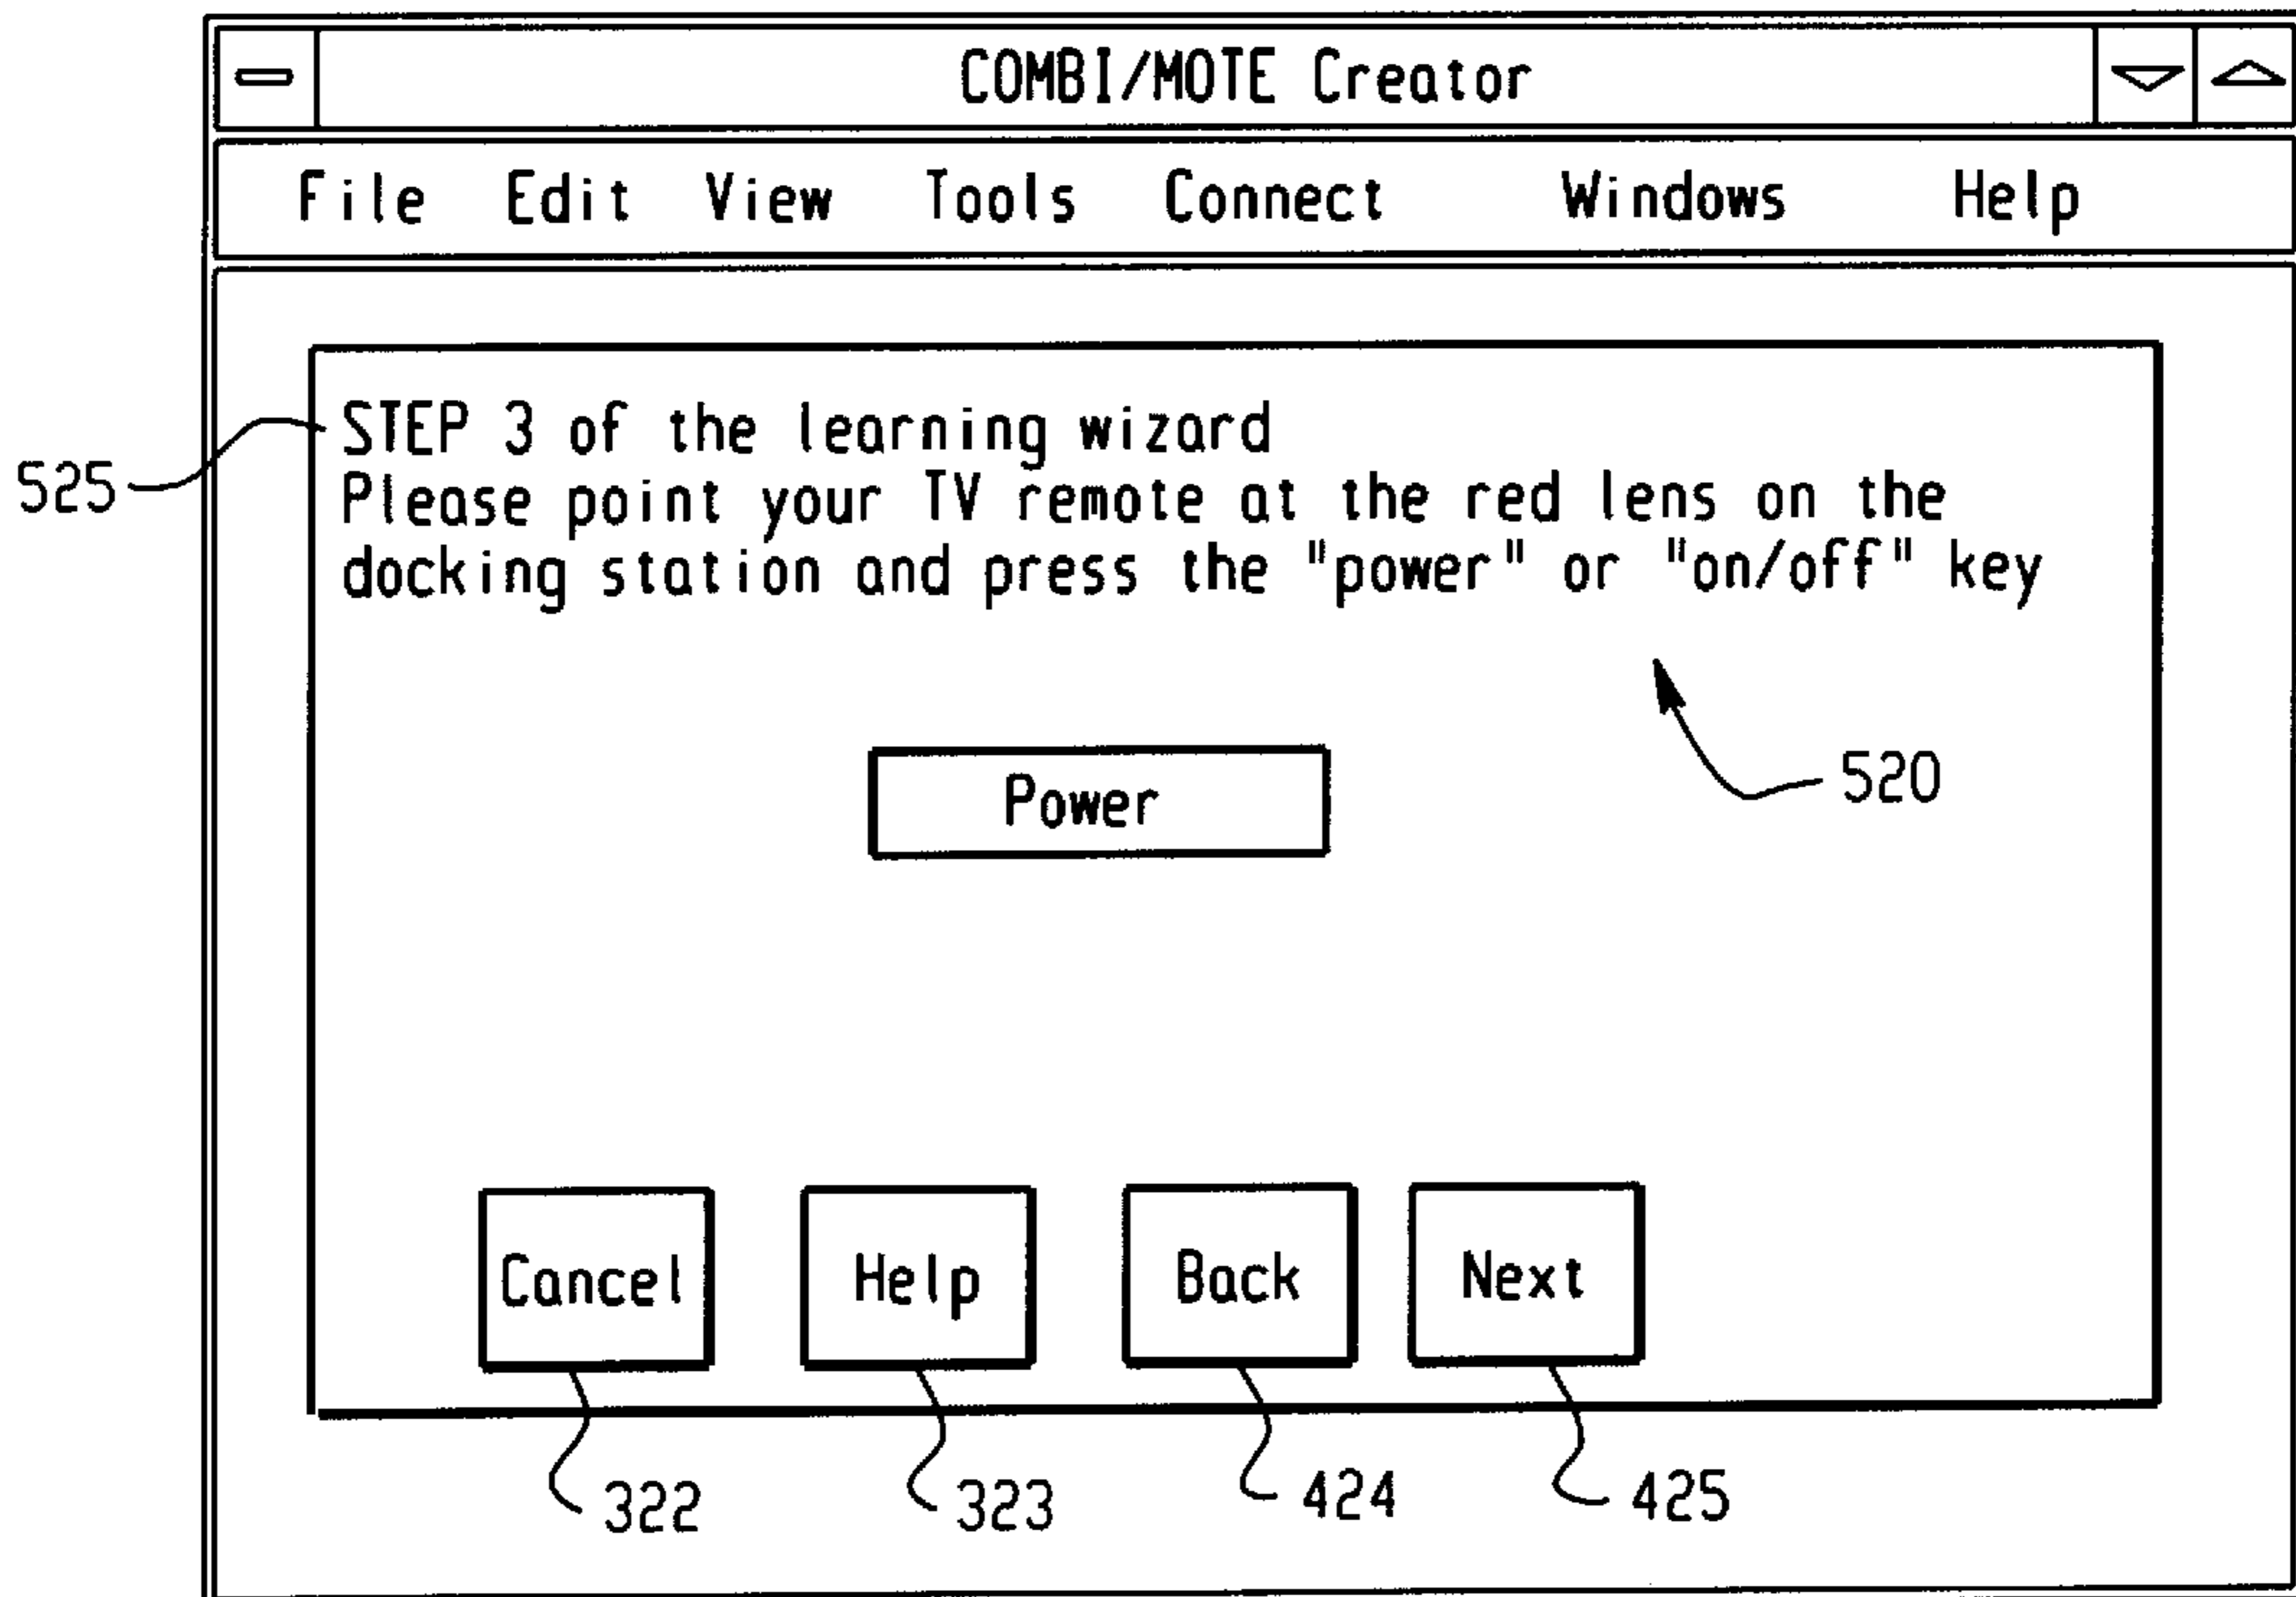 COMBI/MOTE Creator
File Edit View Tools Connect Windows Help
STEP 3 of the learning wizard
Please point your TV remote at the red lens on the
docking station and press the "power" or "on/off" key
525
520
Power
Cancel Help Back Next
322 323 424 425